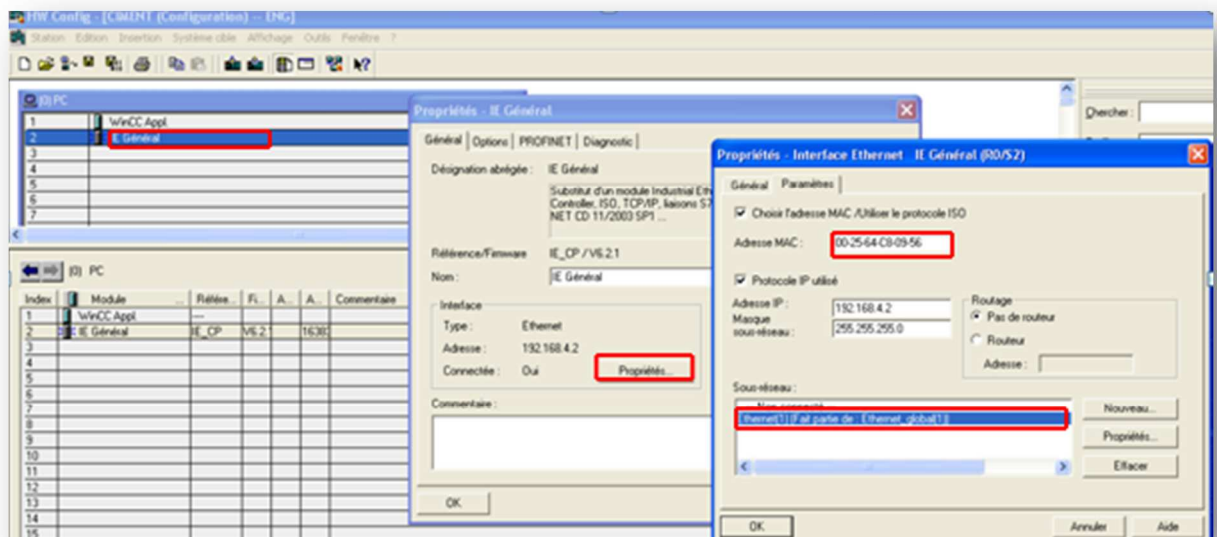 HW Config - [CIMENT (Configuration) -- ENG]
Station Edition Insertion Système cible Affichage Outils Fenêtre ?
(0) PC
1 WinCC Appl.
2 IE Général
3
4
5
6
7
Chercher :
(0) PC
Index Module ... Référe... Fi... A... A... Commentaire
1 WinCC Appl. ---
2 IE Général IE_CP V6.2.1
3
4
5
6
7
8
9
10
11
12
13
14
15
Propriétés - IE Général
Général Options PROFINET Diagnostic
Désignation abrégée : IE Général
Substitut d'un module Industrial
Controller, ISO, TCP/IP, liaisons S7
NET CD 11/2003 SP1 ...
Référence/Firmware IE_CP / V6.2.1
Nom : IE Général
Interface
Type : Ethernet
Adresse : 192.168.4.2
Connectée : Oui Propriétés...
Commentaire :
OK
Propriétés - Interface Ethernet IE Général (R0/S2)
Général Paramètres
Choisir l'adresse MAC /Utiliser le protocole ISO
Adresse MAC : 00-25-64-C8-09-56
Protocole IP utilisé
Adresse IP : 192.168.4.2
Masque
sous-réseau : 255.255.255.0
Routage
Pas de routeur
Routeur
Adresse :
Sous-réseau :
thernet(1) (Fait partie de : Ethernet_global(1))
Nouveau...
Propriétés...
Effacer
OK Annuler Aide